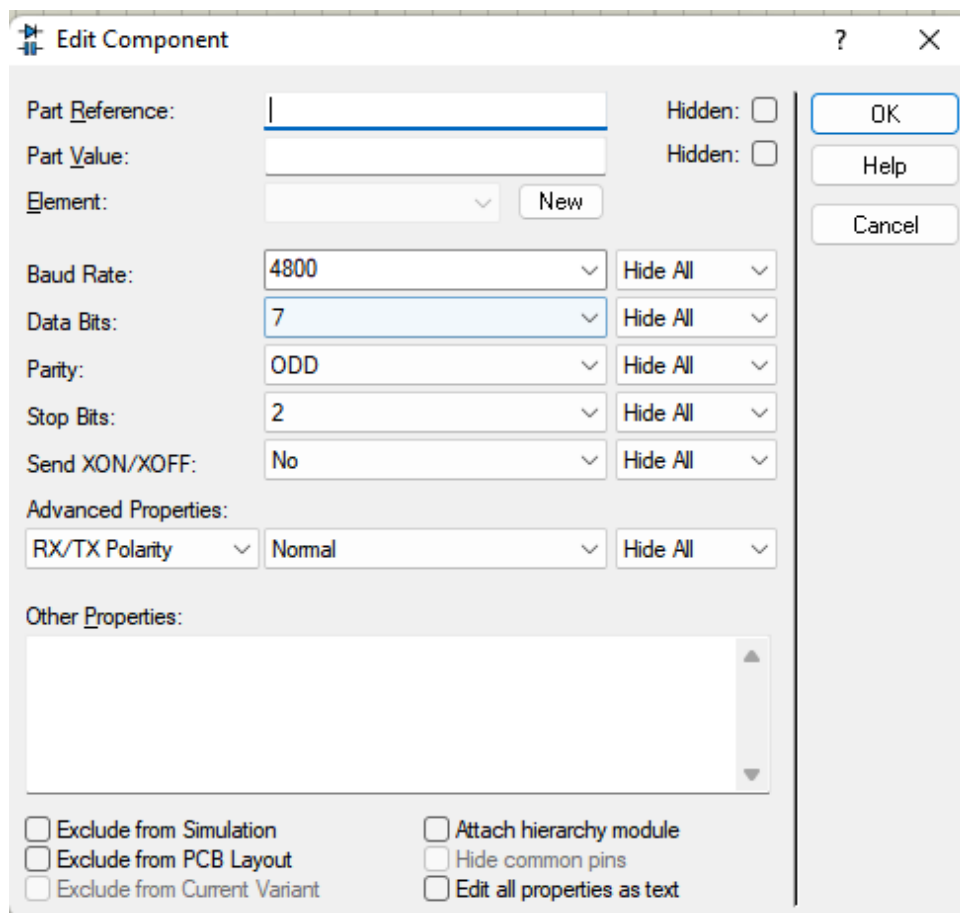 Edit Component ?
Part Reference: Hidden:
Part Value: Hidden:
Element: New
Baud Rate: 4800 Hide All
Data Bits: 7 Hide All
Parity: ODD Hide All
Stop Bits: 2 Hide All
Send XON/XOFF: No Hide All
Advanced Properties:
RX/TX Polarity Normal Hide All
Other Properties:
Exclude from Simulation Attach hierarchy module
Exclude from PCB Layout Hide common pins
Exclude from Current Variant Edit all properties as text
OK
Help
Cancel